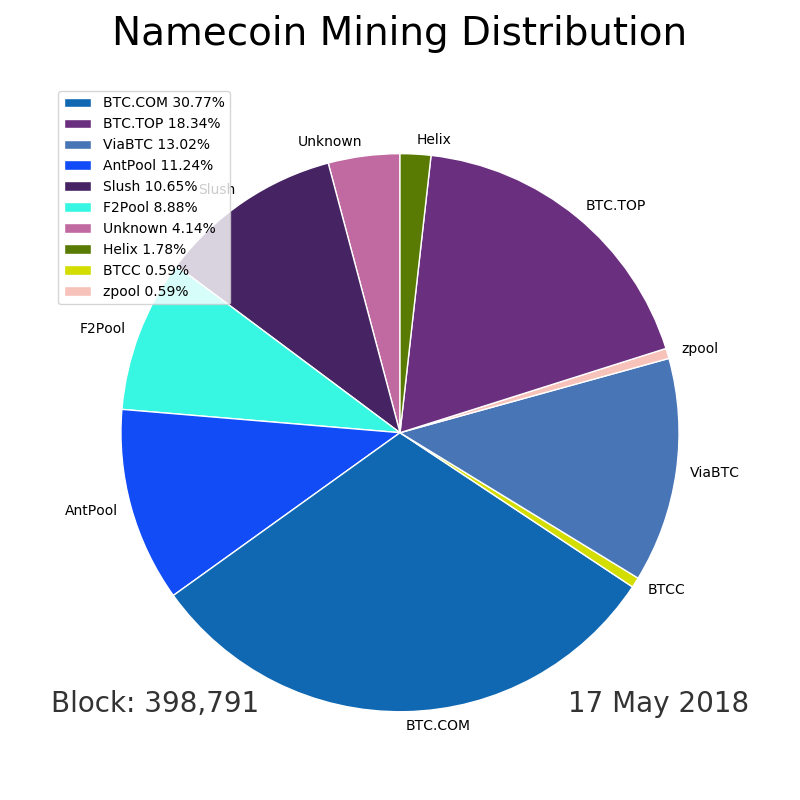 Namecoin Mining Distribution
BTC.COM 30.77%
BTC.TOP 18.34%
ViaBTC 13.02%
AntPool 11.24%
Slush 10.65%
F2Pool 8.88%
Unknown 4.14%
Helix 1.78%
BTCC 0.59%
zpool 0.59%
Unknown
Helix
Slush
BTC.TOP
F2Pool
zpool
ViaBTC
AntPool
BTCC
Block: 398,791
17 May 2018
BTC.COM